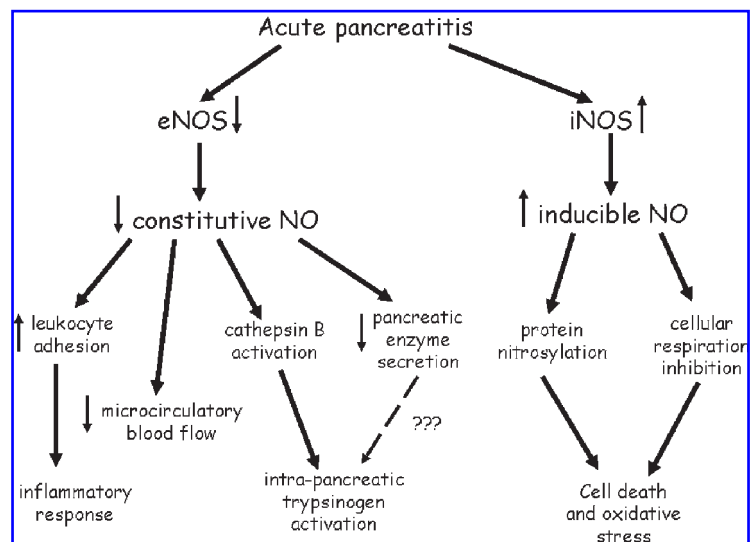 Acute pancreatitis
eNOS
iNOS
constitutive NO
inducible NO
leukocyte
adhesion
cathepsin B
activation
pancreatic
enzyme
secretion
protein
nitrosylation
cellular
respiration
inhibition
microcirculatory
blood flow
???
inflammatory
response
intra-pancreatic
trypsinogen
activation
Cell death
and oxidative
stress